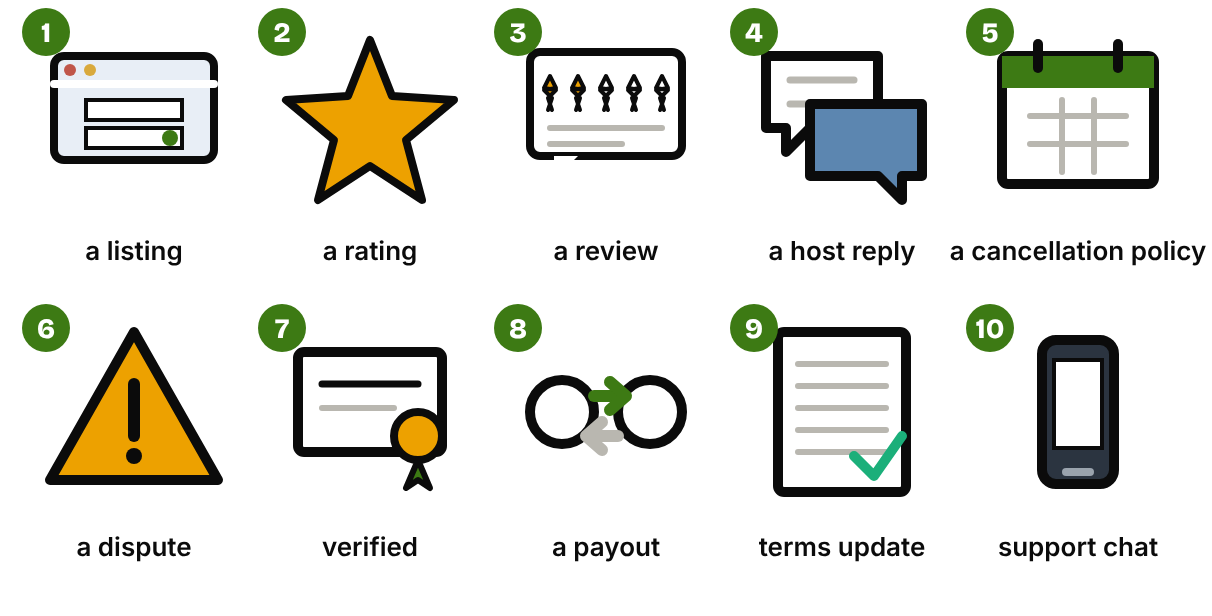 1
a listing
2
a rating
3
a review
4
a host reply
5
a cancellation policy
6
a dispute
7
verified
8
a payout
9
terms update
10
support chat